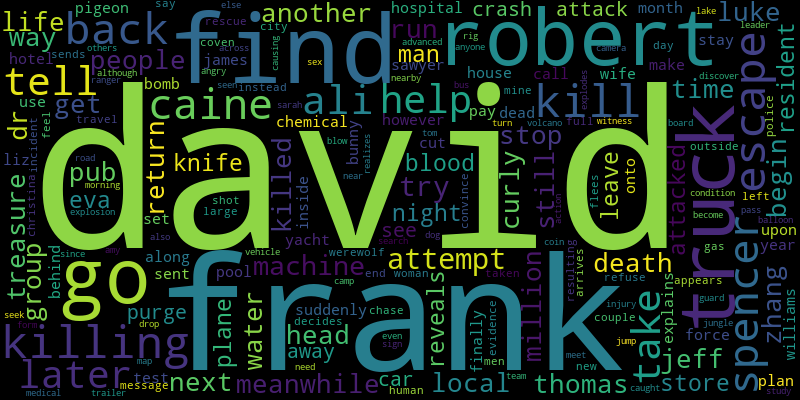 pigeon
say
else
hospital
crash
attack
month
lake
leader
life
way
back
find
rescue
another
robert
luke
others
sends
hotel
people
coven
across
city
causing
run
advanced
rig
anyone
camera
day
stay
although
ranger
james
angry
sex
man
sawyer
nearby
tell
bomb
seen
instead
house
wife
make
discover
escape
dr
use
get
caine
ali
help
call
bus
mine
explodes
kill
time
resident
travel
sarah
however
pay
dead
volcano
full
witness
board
police
feel
chemical
tom
turn
stop
outside
begin
liz
christina
incident
road
return
pub
knife
killed
inside
bunny
cut
blow
realizes
blood
curly
still
leave
onto
truck
attacked
condition
become
left
david
treasure
morning
eva
explosion
set
shot
large
near
try
night
convince
action
flees
pass
balloon
upon
year
group
behind
since
also
along
yacht
see
dog
search
coin
gas
go
amy
sent
pool
werewolf
attempt
death
machine
end
woman
taken
resulting
arrives
appears
zhang
vehicle
camp
frank
million
refuse
guard
jungle
spencer
williams
seek
form
drop
purge
plane
water
suddenly
chase
reveals
finally
evidence
injury
couple
take
explains
force
killing
head
decides
even
sign
men
meet
new
jump
jeff
map
test
away
need
team
later
message
next
meanwhile
car
human
local
thomas
caught
store
plan
medical
trailer
study